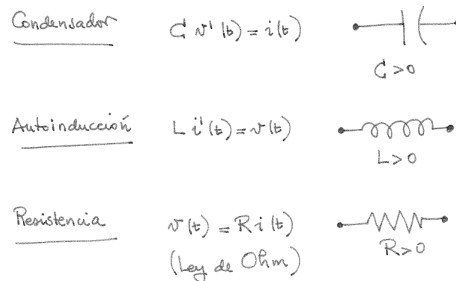 Condensador C v'(t) = i(t)
C>0
Autoinducción L i'(t) = v(t)
L>0
Resistencia v(t) = R i(t)
R>0
(Ley de Ohm)